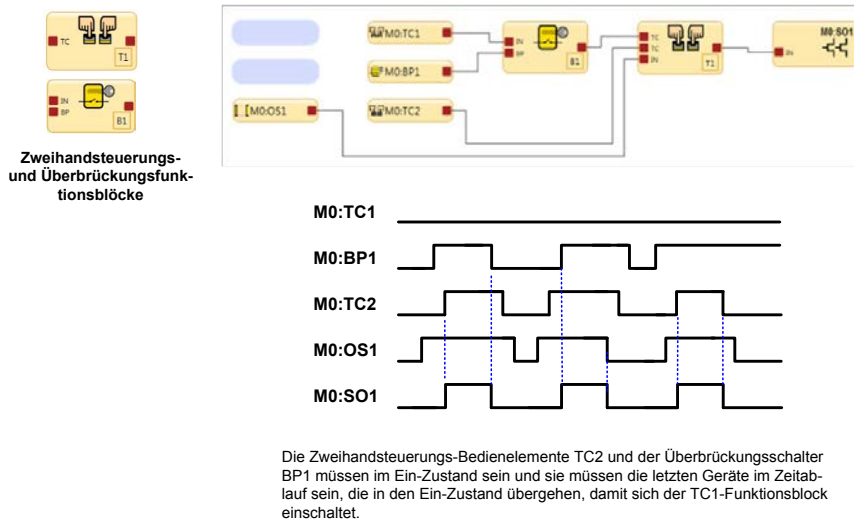 TC
T1
IN
BP
B1
Zweihandsteuerungs-
und Überbrückungsfunk-
tionsblöcke
M0:TC1
M0:BP1
M0:OS1
M0:TC2
IN
BP
B1
TC
TC
IN
T1
M0:SO1
IN
M0:TC1
M0:BP1
M0:TC2
M0:OS1
M0:SO1
Die Zweihandsteuerungs-Bedienelemente TC2 und der Überbrückungsschalter
BP1 müssen im Ein-Zustand sein und sie müssen die letzten Geräte im Zeitab-
lauf sein, die in den Ein-Zustand übergehen, damit sich der TC1-Funktionsblock
einschaltet.